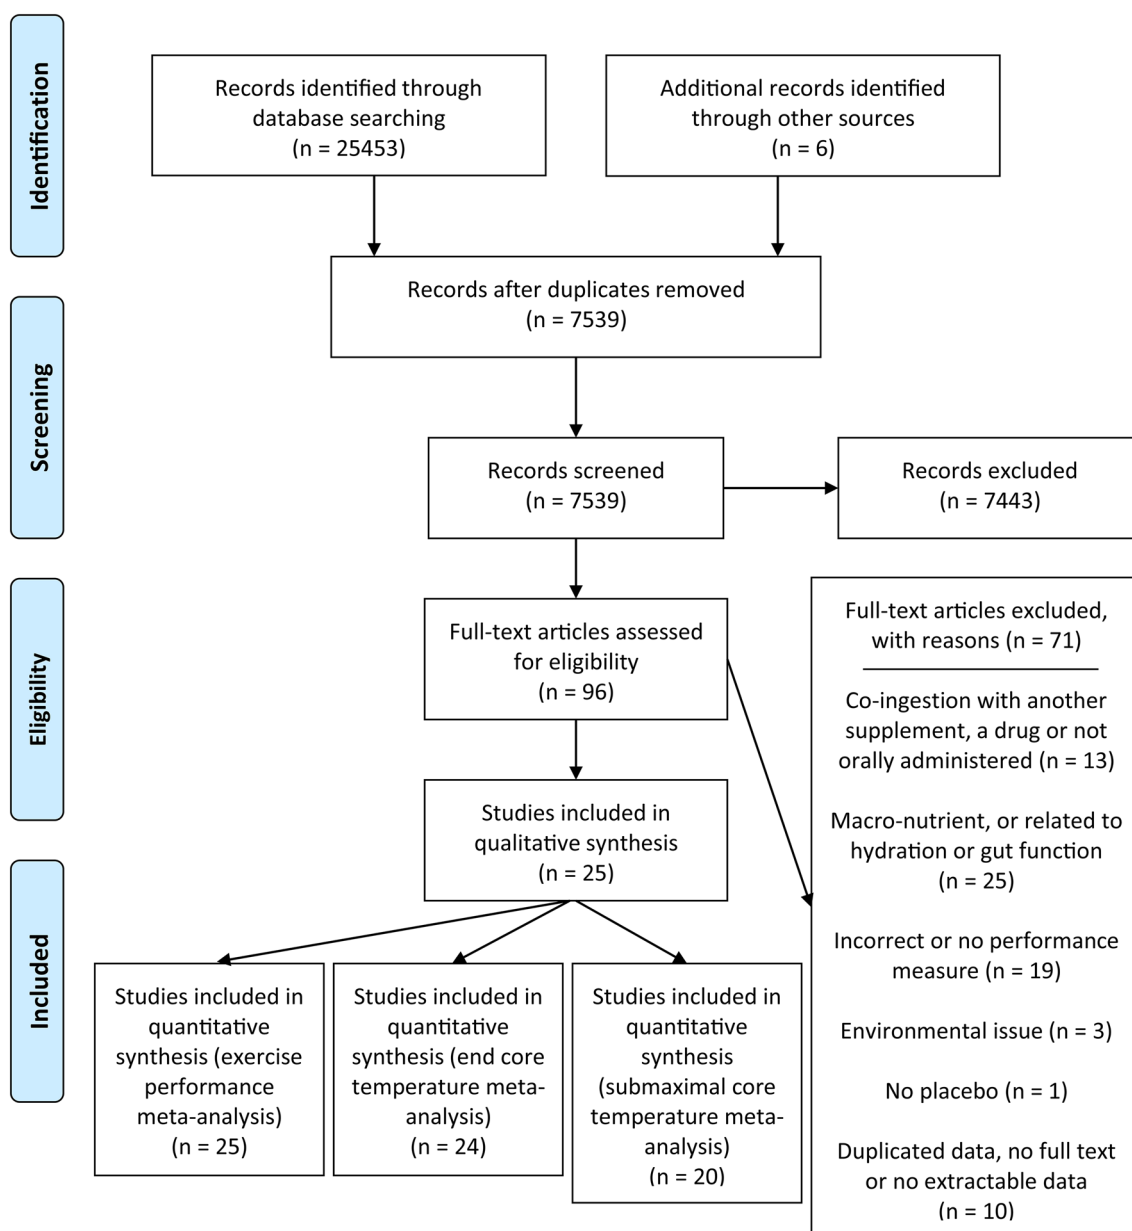 Identification
Records identified through
database searching
(n = 25453)
Additional records identified
through other sources
(n = 6)
Records after duplicates removed
(n = 7539)
Screening
Records screened
(n = 7539)
Records excluded
(n = 7443)
Eligibility
Full-text articles assessed
for eligibility
(n = 96)
Full-text articles excluded,
with reasons (n = 71)
Co-ingestion with another
supplement, a drug or not
orally administered (n = 13)
Macro-nutrient, or related to
hydration or gut function
(n = 25)
Incorrect or no performance
measure (n = 19)
Environmental issue (n = 3)
No placebo (n = 1)
Duplicated data, no full text
or no extractable data
(n = 10)
Studies included in
qualitative synthesis
(n = 25)
Included
Studies included in
quantitative
synthesis (exercise
performance
meta-analysis)
(n = 25)
Studies included in
quantitative
synthesis (end core
temperature meta-
analysis)
(n = 24)
Studies included in
quantitative
synthesis
(submaximal core
temperature meta-
analysis)
(n = 20)